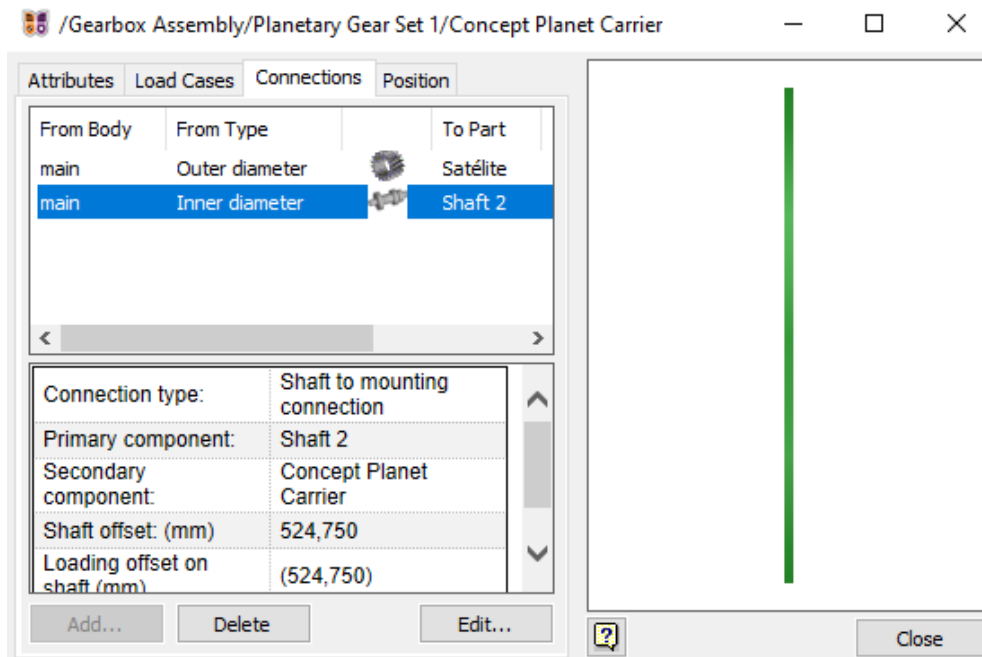 /Gearbox Assembly/Planetary Gear Set 1/Concept Planet Carrier
Attributes Load Cases Connections Position
From Body From Type To Part
main Outer diameter Satélite
main Inner diameter Shaft 2
Connection type: Shaft to mounting
connection
Primary component: Shaft 2
Secondary
component: Concept Planet
Carrier
Shaft offset: (mm) 524,750
Loading offset on
shaft (mm) (524,750)
Add... Delete Edit...
Close